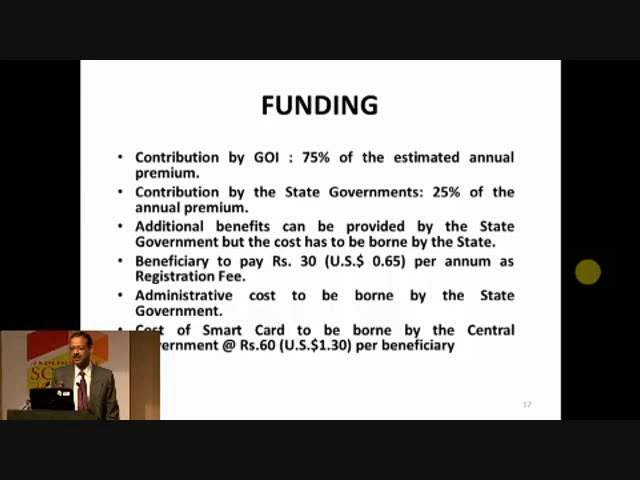 FUNDING
• Contribution by GOI : 75% of the estimated annual
premium.
• Contribution by the State Governments: 25% of the
annual premium.
• Additional benefits can be provided by the State
Government but the cost has to be borne by the State.
• Beneficiary to pay Rs. 30 (U.S.$ 0.65) per annum as
Registration Fee.
• Administrative cost to be borne by the State
Government.
of Smart Card to be borne by the Central
@ Rs.60 (U.S.$1.30) per beneficiary
17